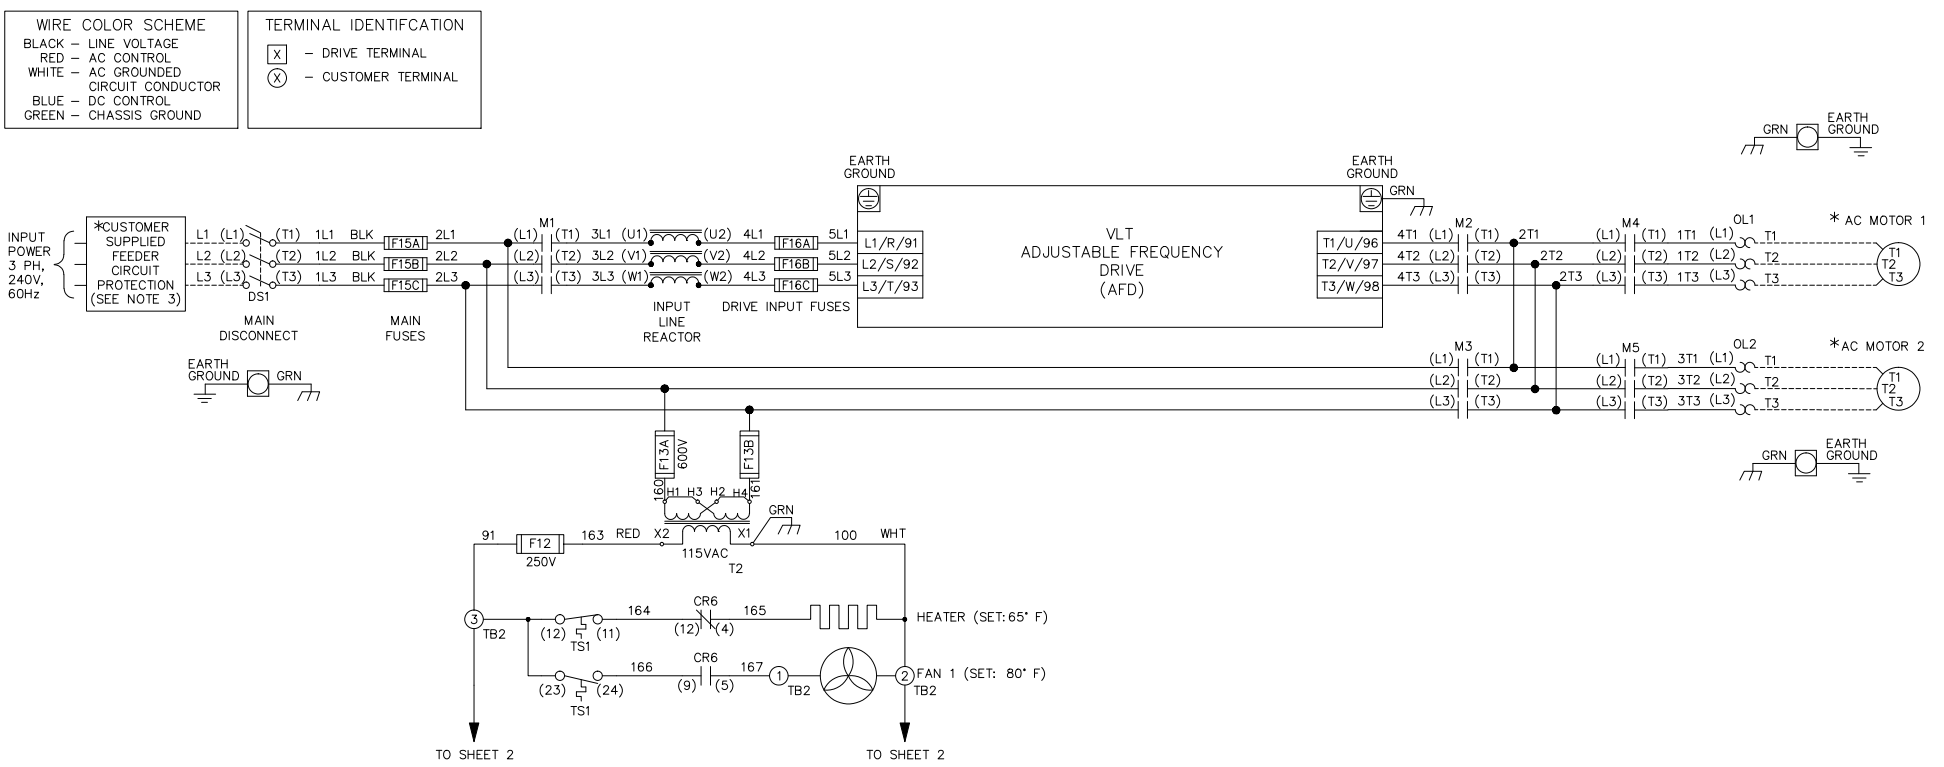 WIRE COLOR SCHEME
BLACK – LINE VOLTAGE
RED – AC CONTROL
WHITE – AC GROUNDED
CIRCUIT CONDUCTOR
BLUE – DC CONTROL
GREEN – CHASSIS GROUND
TERMINAL IDENTIFCATION
X – DRIVE TERMINAL
X – CUSTOMER TERMINAL
GRN
EARTH
GROUND
EARTH
GROUND
EARTH
GROUND
GRN
INPUT
POWER
3 PH,
240V,
60Hz
*CUSTOMER
SUPPLIED
FEEDER
CIRCUIT
PROTECTION
(SEE NOTE 3)
L1 (L1) (T1) 1L1 BLK F15A 2L1 (L1) M1 (T1) 3L1 (U1) (U2) 4L1 F16A 5L1 L1/R/91
L2 (L2) (T2) 1L2 BLK F15B 2L2 (L2) (T2) 3L2 (V1) (V2) 4L2 F16B 5L2 L2/S/92
L3 (L3) (T3) 1L3 BLK F15C 2L3 (L3) (T3) 3L3 (W1) (W2) 4L3 F16C 5L3 L3/T/93
DS1
MAIN
DISCONNECT
MAIN
FUSES
INPUT
LINE
REACTOR
DRIVE INPUT FUSES
VLT
ADJUSTABLE FREQUENCY
DRIVE
(AFD)
T1/U/96 4T1 (L1) M2 (T1) 2T1 (L1) M4 (T1) 1T1 (L1) OL1 T1
T2/V/97 4T2 (L2) (T2) 2T2 (L2) (T2) 1T2 (L2) T2
T3/W/98 4T3 (L3) (T3) 2T3 (L3) (T3) 1T3 (L3) T3
* AC MOTOR 1
T1
T2
T3
EARTH
GROUND
GRN
(L1) M3 (T1) (L1) M5 (T1) 3T1 (L1) OL2 T1
(L2) (T2) (L2) (T2) 3T2 (L2) T2
(L3) (T3) (L3) (T3) 3T3 (L3) T3
*AC MOTOR 2
T1
T2
T3
GRN
EARTH
GROUND
F13A
600V
F13B
160
161
H1 H3 H2 H4
GRN
91 F12 163 RED X2 X1 100 WHT
250V
115VAC
T2
3
TB2
(12) (11)
TS1
164
CR6
(12) (4)
165
HEATER (SET:65° F)
(23) (24)
TS1
166
CR6
(9) (5)
167
1
TB2
2
TB2
FAN 1 (SET: 80° F)
TO SHEET 2
TO SHEET 2